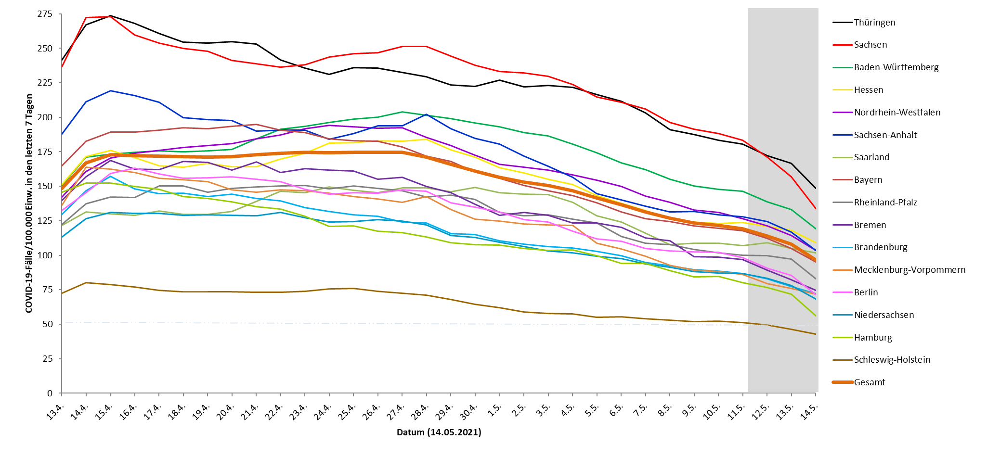 275
250
225
200
175
150
125
100
75
50
25
0
COVID-19-Fälle/100.000 Einw. in den letzten 7 Tagen
13.4.
14.4.
15.4.
16.4.
17.4.
18.4.
19.4.
20.4.
21.4.
22.4.
23.4.
24.4.
25.4.
26.4.
27.4.
28.4.
29.4.
30.4.
1.5.
2.5.
3.5.
4.5.
5.5.
6.5.
7.5.
8.5.
9.5.
10.5.
11.5.
12.5.
13.5.
14.5.
Datum (14.05.2021)
Thüringen
Sachsen
Baden-Württemberg
Hessen
Nordrhein-Westfalen
Sachsen-Anhalt
Saarland
Bayern
Rheinland-Pfalz
Bremen
Brandenburg
Mecklenburg-Vorpommern
Berlin
Niedersachsen
Hamburg
Schleswig-Holstein
Gesamt